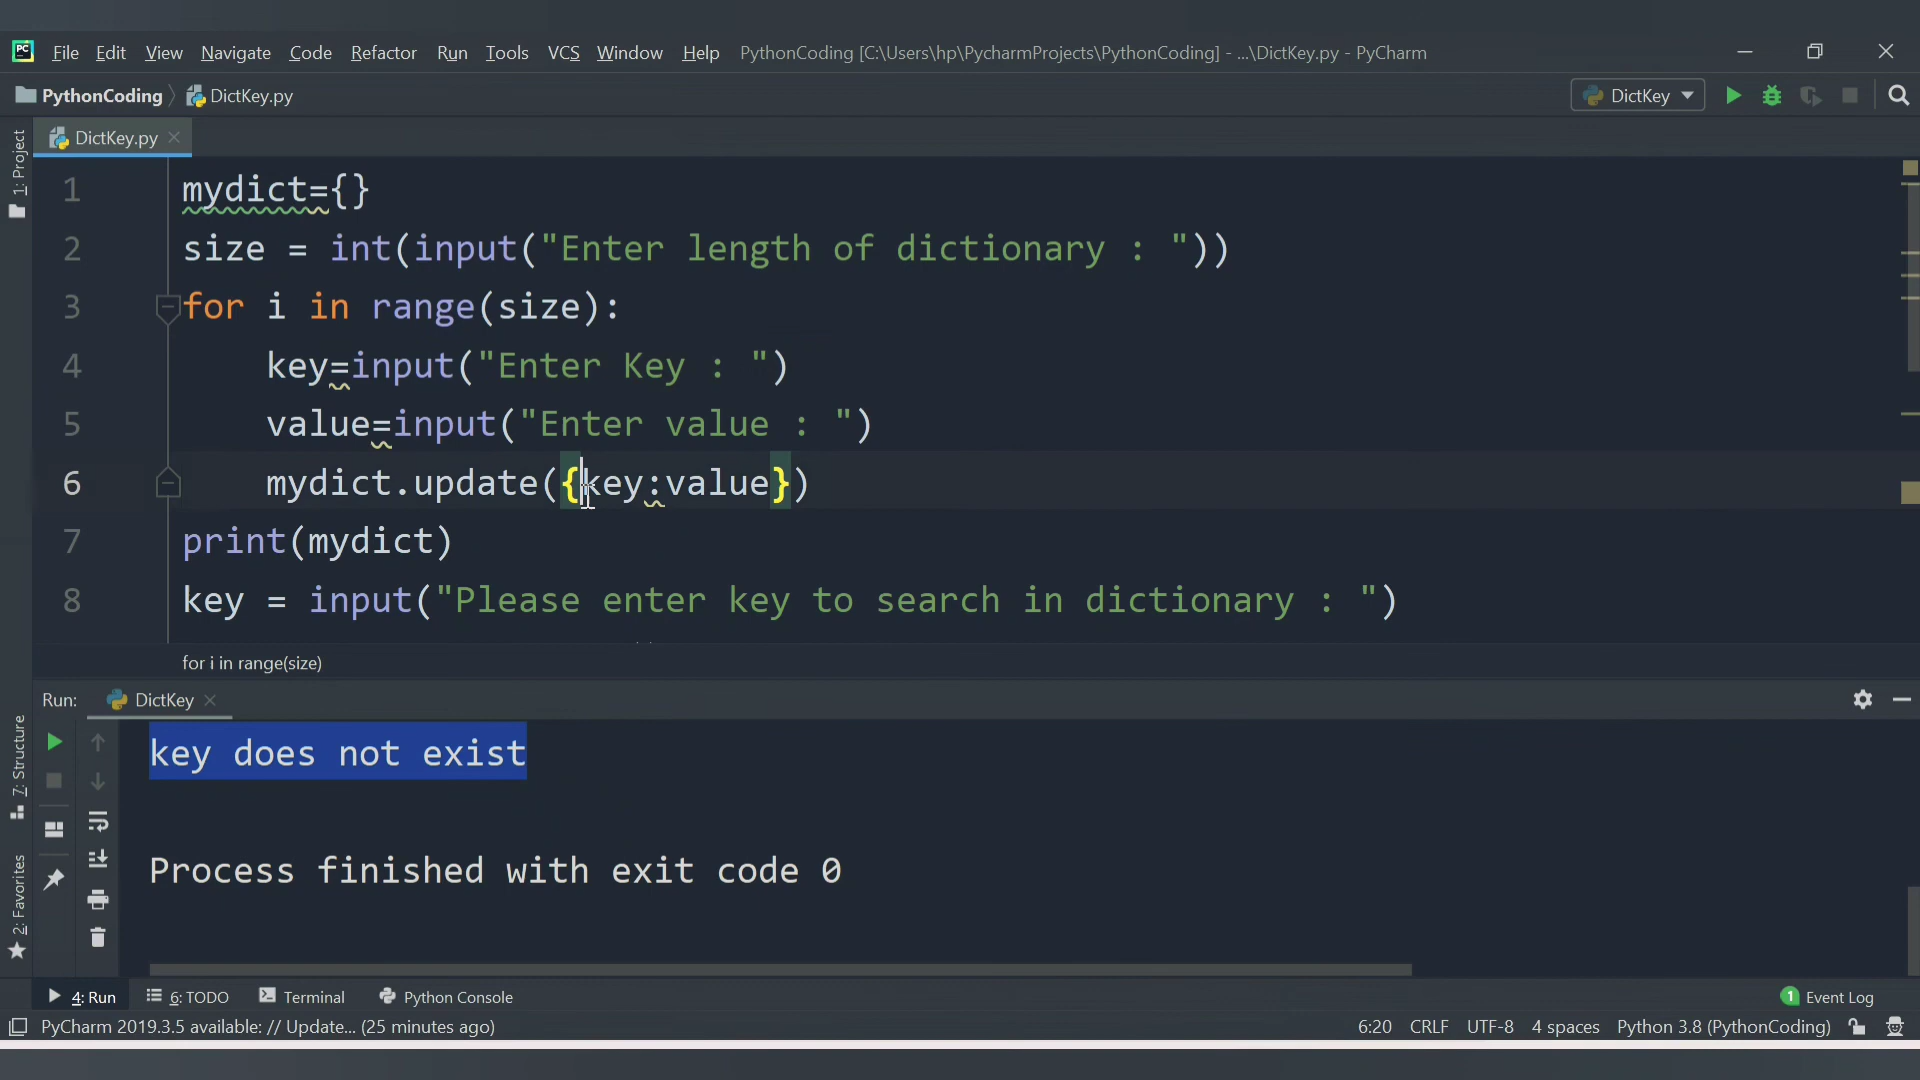 File Edit View Navigate Code Refactor Run Tools VCS Window Help PythonCoding [C:\Users\hp\PycharmProjects\PythonCoding] - ...\DictKey.py - PyCharm
PythonCoding DictKey.py DictKey
1: Project
DictKey.py
1 mydict={}
2 size = int(input("Enter length of dictionary : "))
3 for i in range(size):
4 key=input("Enter Key : ")
5 value=input("Enter value : ")
6 mydict.update({key:value})
7 print(mydict)
8 key = input("Please enter key to search in dictionary : ")
for i in range(size)
Run: DictKey
7: Structure
2: Favorites
key does not exist
Process finished with exit code 0
4: Run 6: TODO Terminal Python Console 1 Event Log
PyCharm 2019.3.5 available: // Update... (25 minutes ago) 6:20 CRLF UTF-8 4 spaces Python 3.8 (PythonCoding)